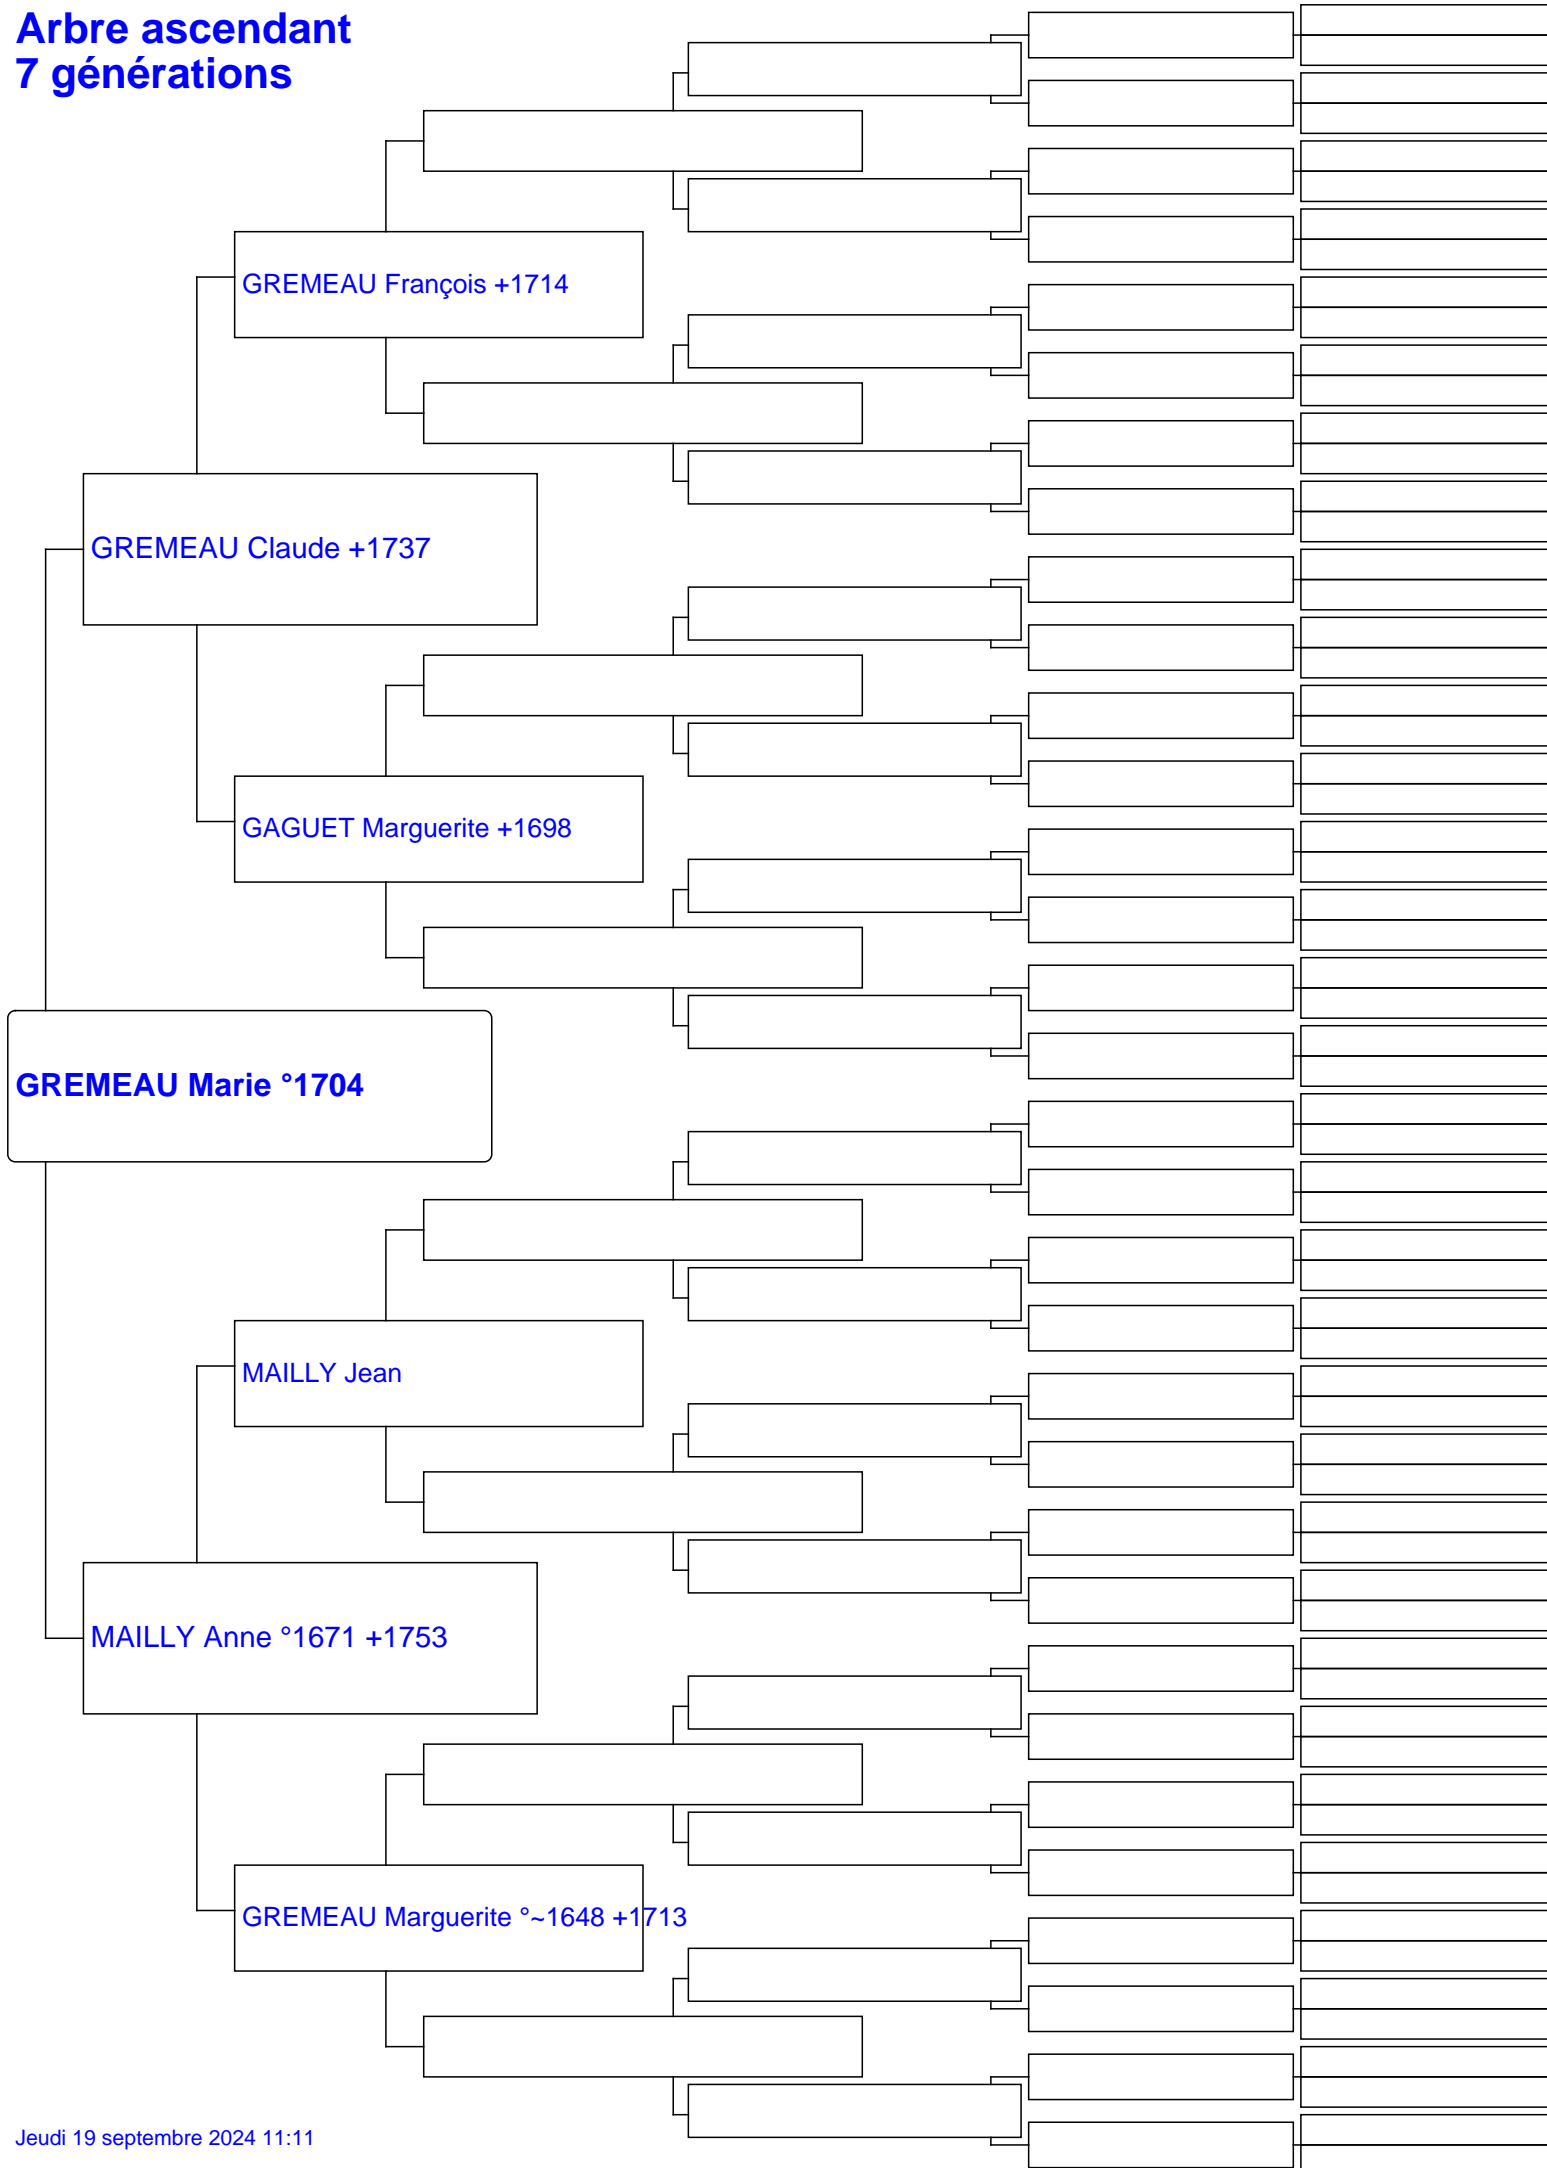 Arbre ascendant
7 générations
GREMEAU François +1714
GREMEAU Claude +1737
GAGUET Marguerite +1698
GREMEAU Marie °1704
MAILLY Jean
MAILLY Anne °1671 +1753
GREMEAU Marguerite °~1648 +1713
Jeudi 19 septembre 2024 11:11